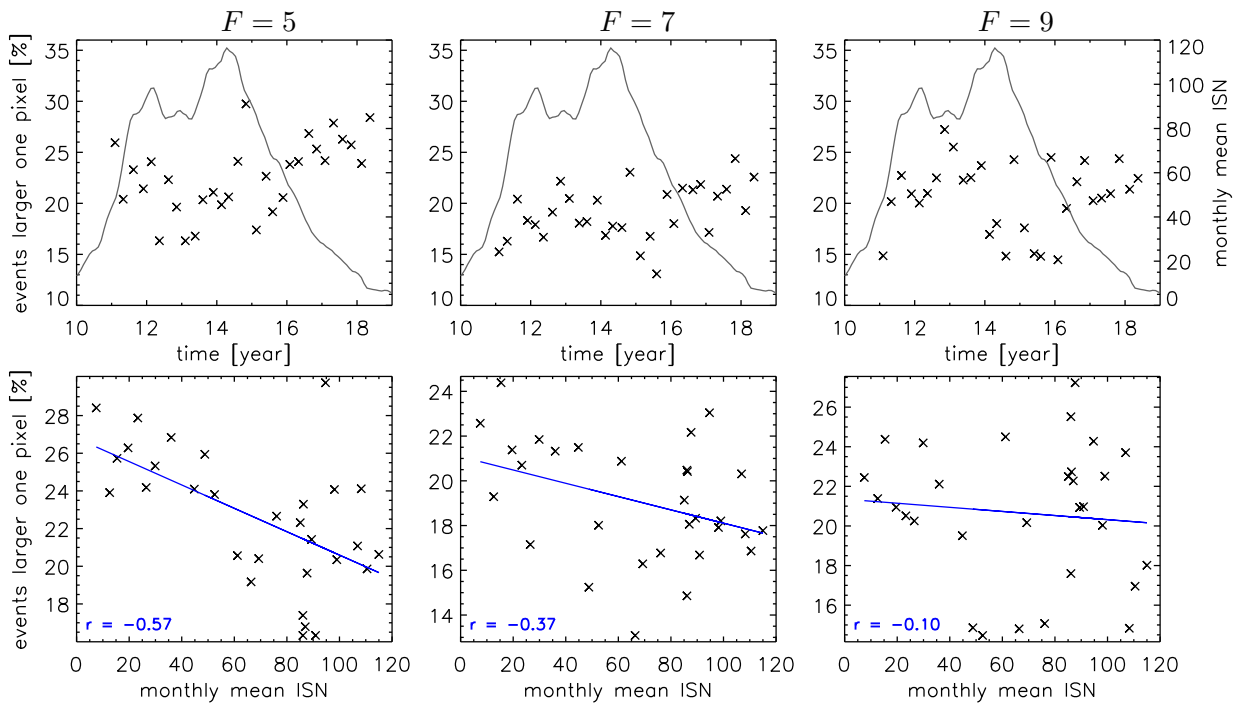 F = 5
F = 7
F = 9
events larger one pixel [%]
35
30
25
20
15
10
35
30
25
20
15
10
35
30
25
20
15
10
120
100
80
60
40
20
0
monthly mean ISN
10 12 14 16 18
10 12 14 16 18
10 12 14 16 18
time [year]
time [year]
time [year]
events larger one pixel [%]
28
26
24
22
20
18
24
22
20
18
16
14
26
24
22
20
18
16
r = -0.57
r = -0.37
r = -0.10
0 20 40 60 80 100 120
0 20 40 60 80 100 120
0 20 40 60 80 100 120
monthly mean ISN
monthly mean ISN
monthly mean ISN